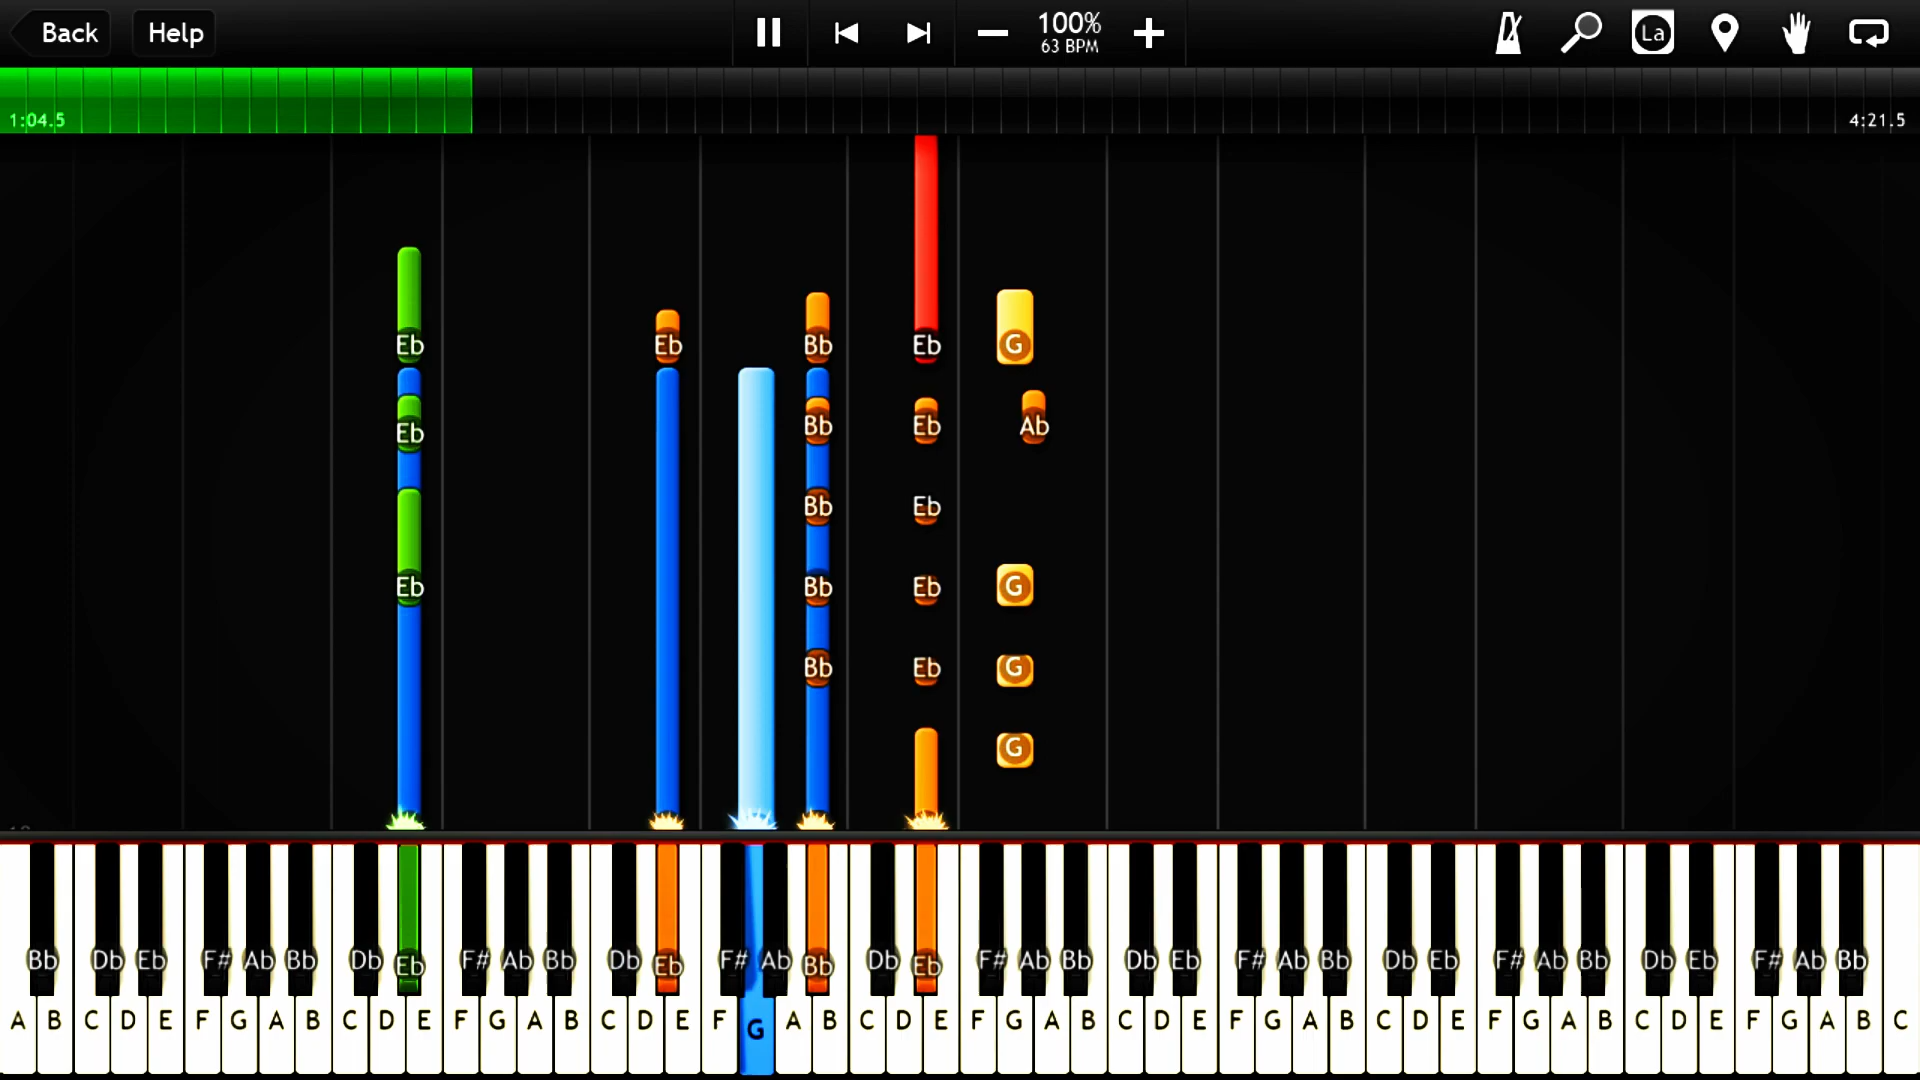 Back Help 100% La
63 BPM
1:04.5 4:21.5
Eb Eb Bb Eb G
Eb Bb Eb Ab
Bb Eb
Eb Bb Eb G
Bb Eb G
G
Bb Db Eb F# Ab Bb Db Eb F# Ab Bb Db Eb F# Ab Bb Db Eb F# Ab Bb Db Eb F# Ab Bb Db Eb F# Ab Bb Db Eb F# Ab Bb
A B C D E F G A B C D E F G A B C D E F G A B C D E F G A B C D E F G A B C D E F G A B C D E F G A B C